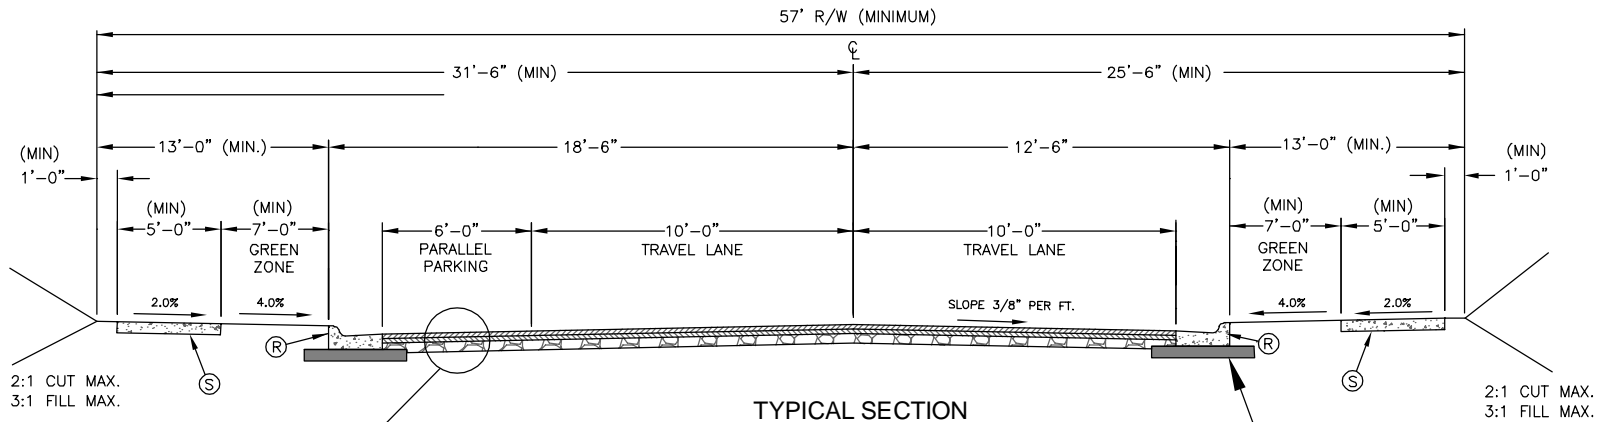 57' R/W (MINIMUM)
℄
31'-6" (MIN)
25'-6" (MIN)
13'-0" (MIN.)
18'-6"
12'-6"
13'-0" (MIN.)
(MIN)
1'-0"
(MIN)
1'-0"
(MIN)
5'-0"
(MIN)
7'-0"
GREEN
ZONE
6'-0"
PARALLEL
PARKING
10'-0"
TRAVEL LANE
10'-0"
TRAVEL LANE
(MIN)
7'-0"
GREEN
ZONE
(MIN)
5'-0"
2.0%
4.0%
SLOPE 3/8" PER FT.
4.0%
2.0%
R
R
S
S
2:1 CUT MAX.
3:1 FILL MAX.
TYPICAL SECTION
2:1 CUT MAX.
3:1 FILL MAX.